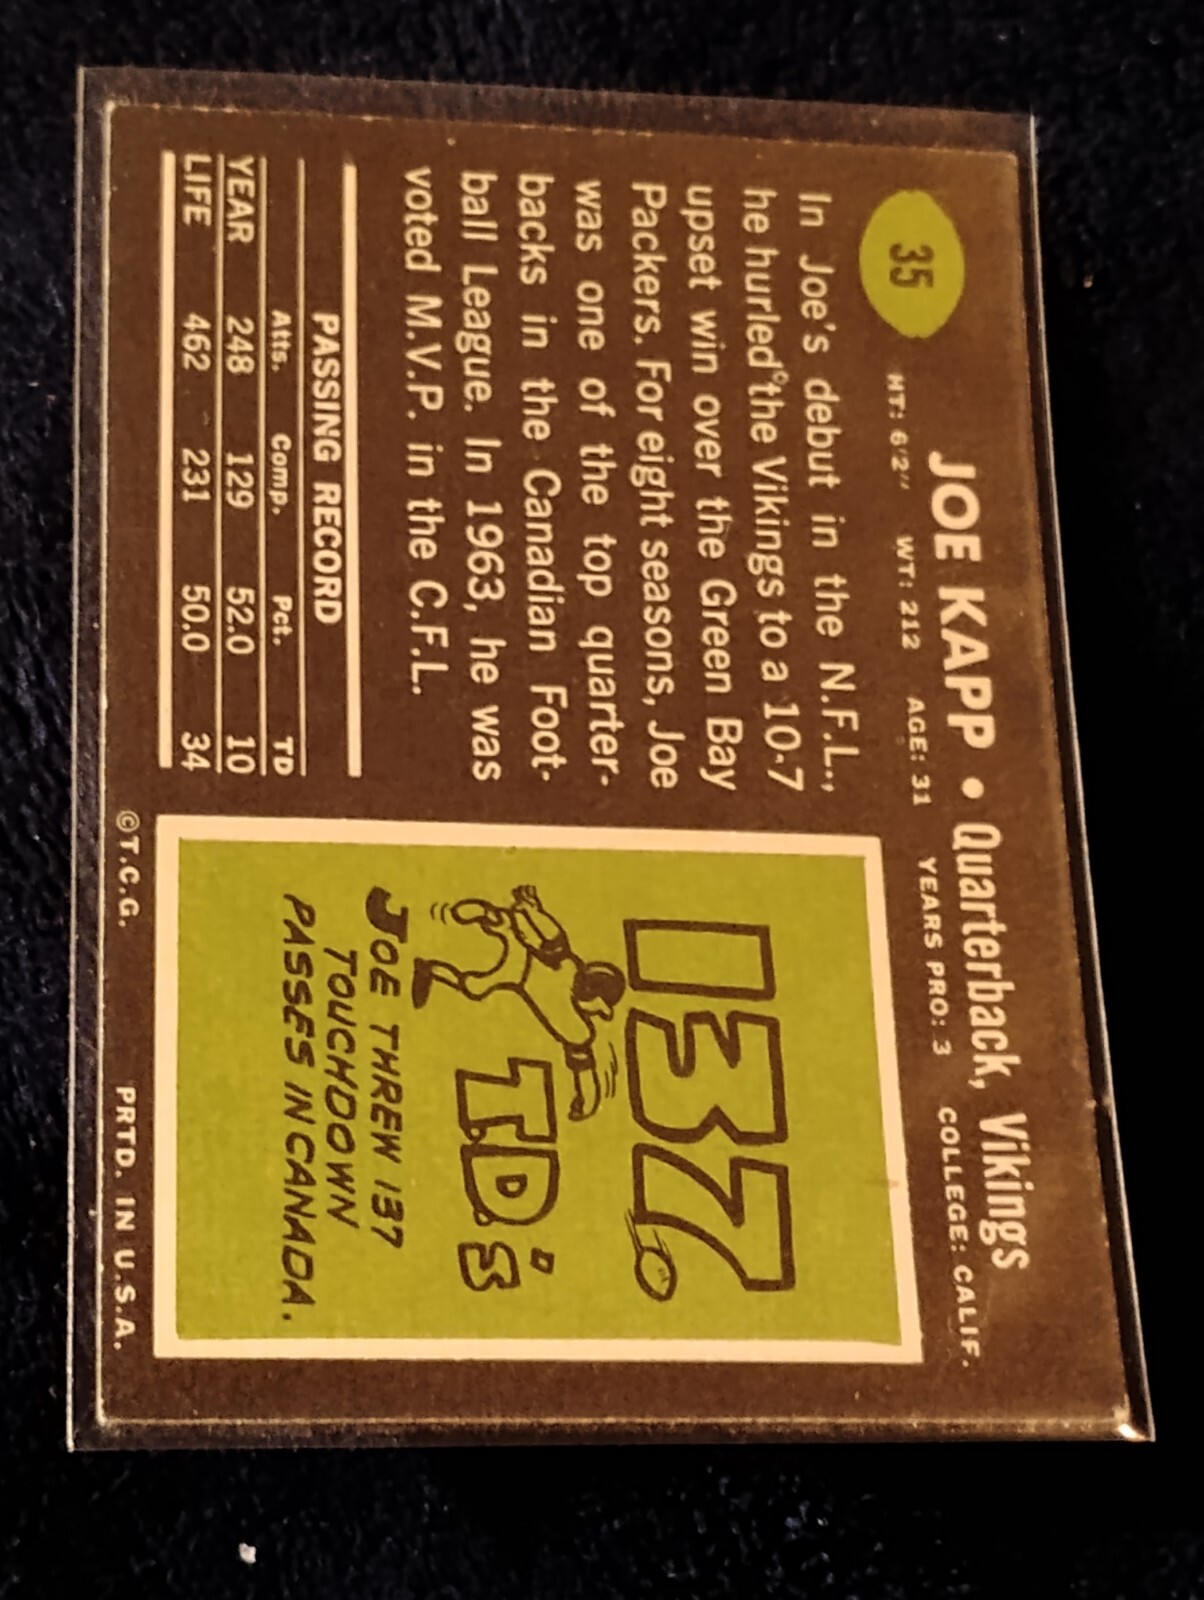 35
JOE KAPP • Quarterback, Vikings
HT: 6'2" WT: 212 AGE: 31 YEARS PRO: 3 COLLEGE: CALIF.
In Joe's debut in the N.F.L.,
he hurled the Vikings to a 10-7
upset win over the Green Bay
Packers. For eight seasons, Joe
was one of the top quarter-
backs in the Canadian Foot-
ball League. In 1963, he was
voted M.V.P. in the C.F.L.
PASSING RECORD
Atts. Comp. Pct. TD
YEAR 248 129 52.0 10
LIFE 462 231 50.0 34
137
TD'S
JOE THREW 137
TOUCHDOWN
PASSES IN CANADA.
©T.C.G. PRTD. IN U.S.A.